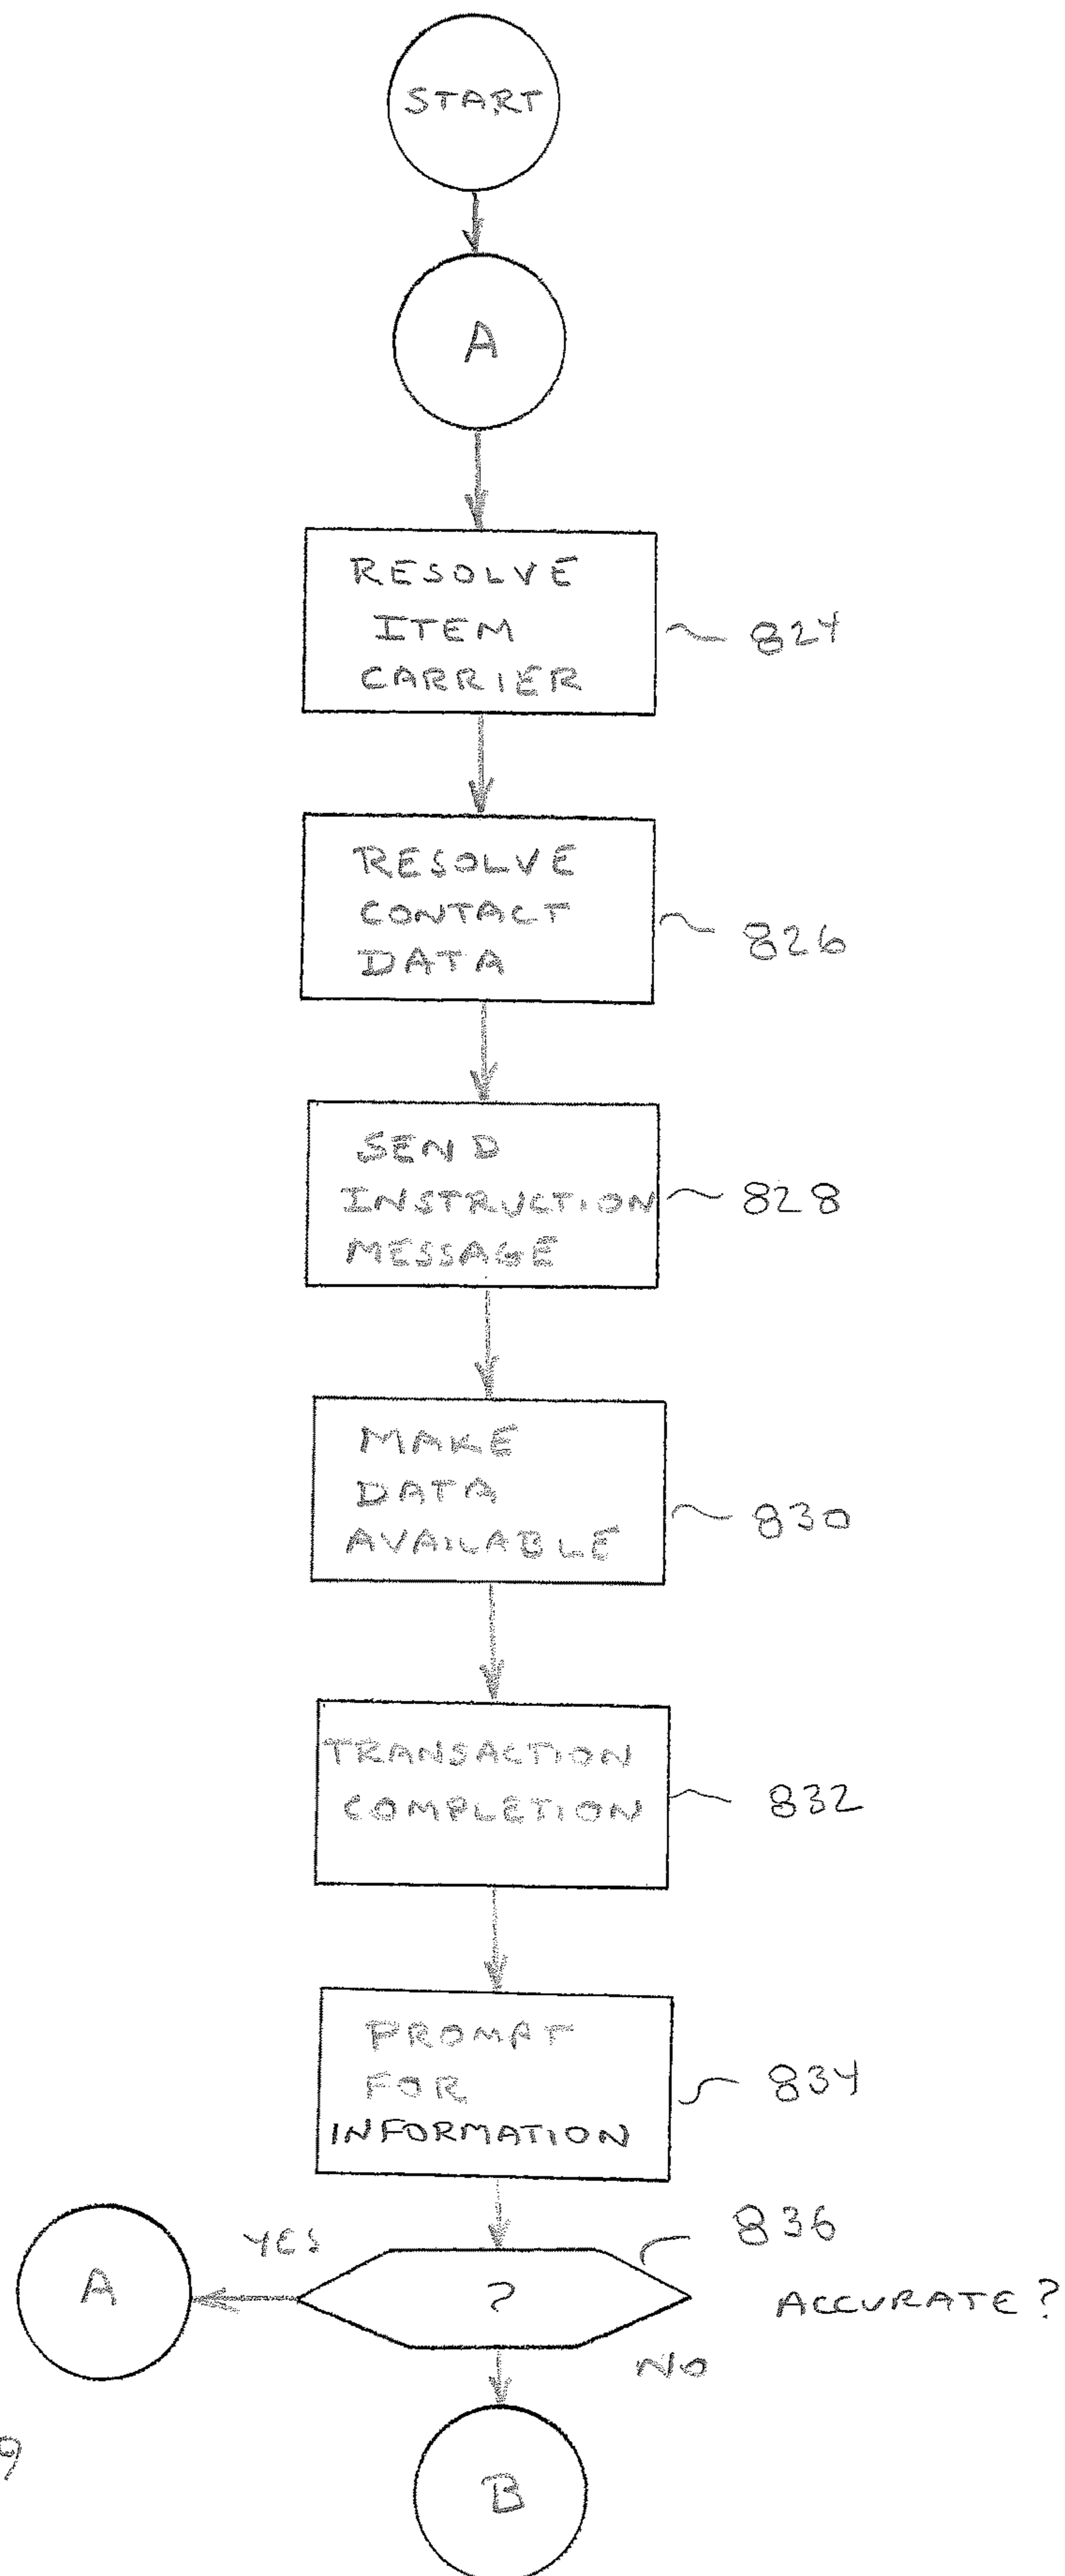 START
A
RESOLVE
ITEM
CARRIER
824
RESOLVE
CONTACT
DATA
826
SEND
INSTRUCTION
MESSAGE
828
MAKE
DATA
AVAILABLE
830
TRANSACTION
COMPLETION
832
PROMPT
FOR
INFORMATION
834
836
YES
A
?
ACCURATE?
NO
9
B